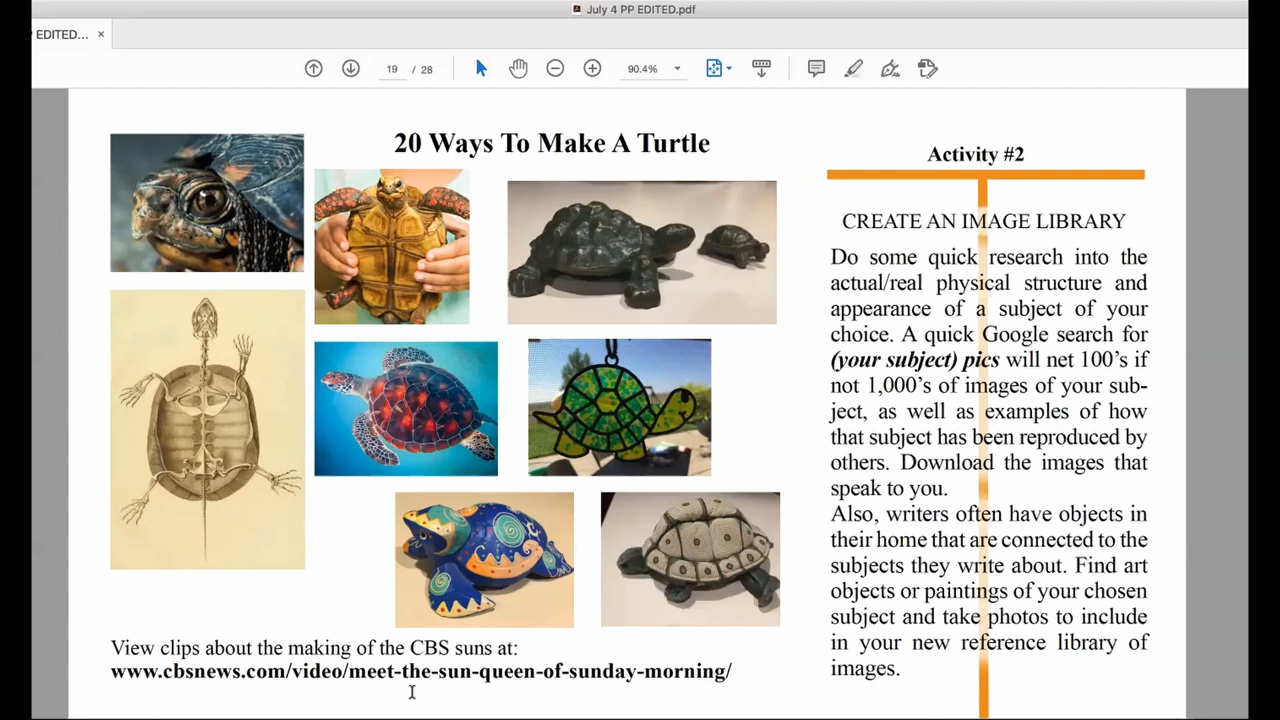 July 4 PP EDITED.pdf
P EDITED... ×
19 / 28
90.4%
20 Ways To Make A Turtle
View clips about the making of the CBS suns at:
www.cbsnews.com/video/meet-the-sun-queen-of-sunday-morning/
Activity #2
CREATE AN IMAGE LIBRARY
Do some quick research into the
actual/real physical structure and
appearance of a subject of your
choice. A quick Google search for
(your subject) pics will net 100’s if
not 1,000’s of images of your sub-
ject, as well as examples of how
that subject has been reproduced by
others. Download the images that
speak to you.
Also, writers often have objects in
their home that are connected to the
subjects they write about. Find art
objects or paintings of your chosen
subject and take photos to include
in your new reference library of
images.